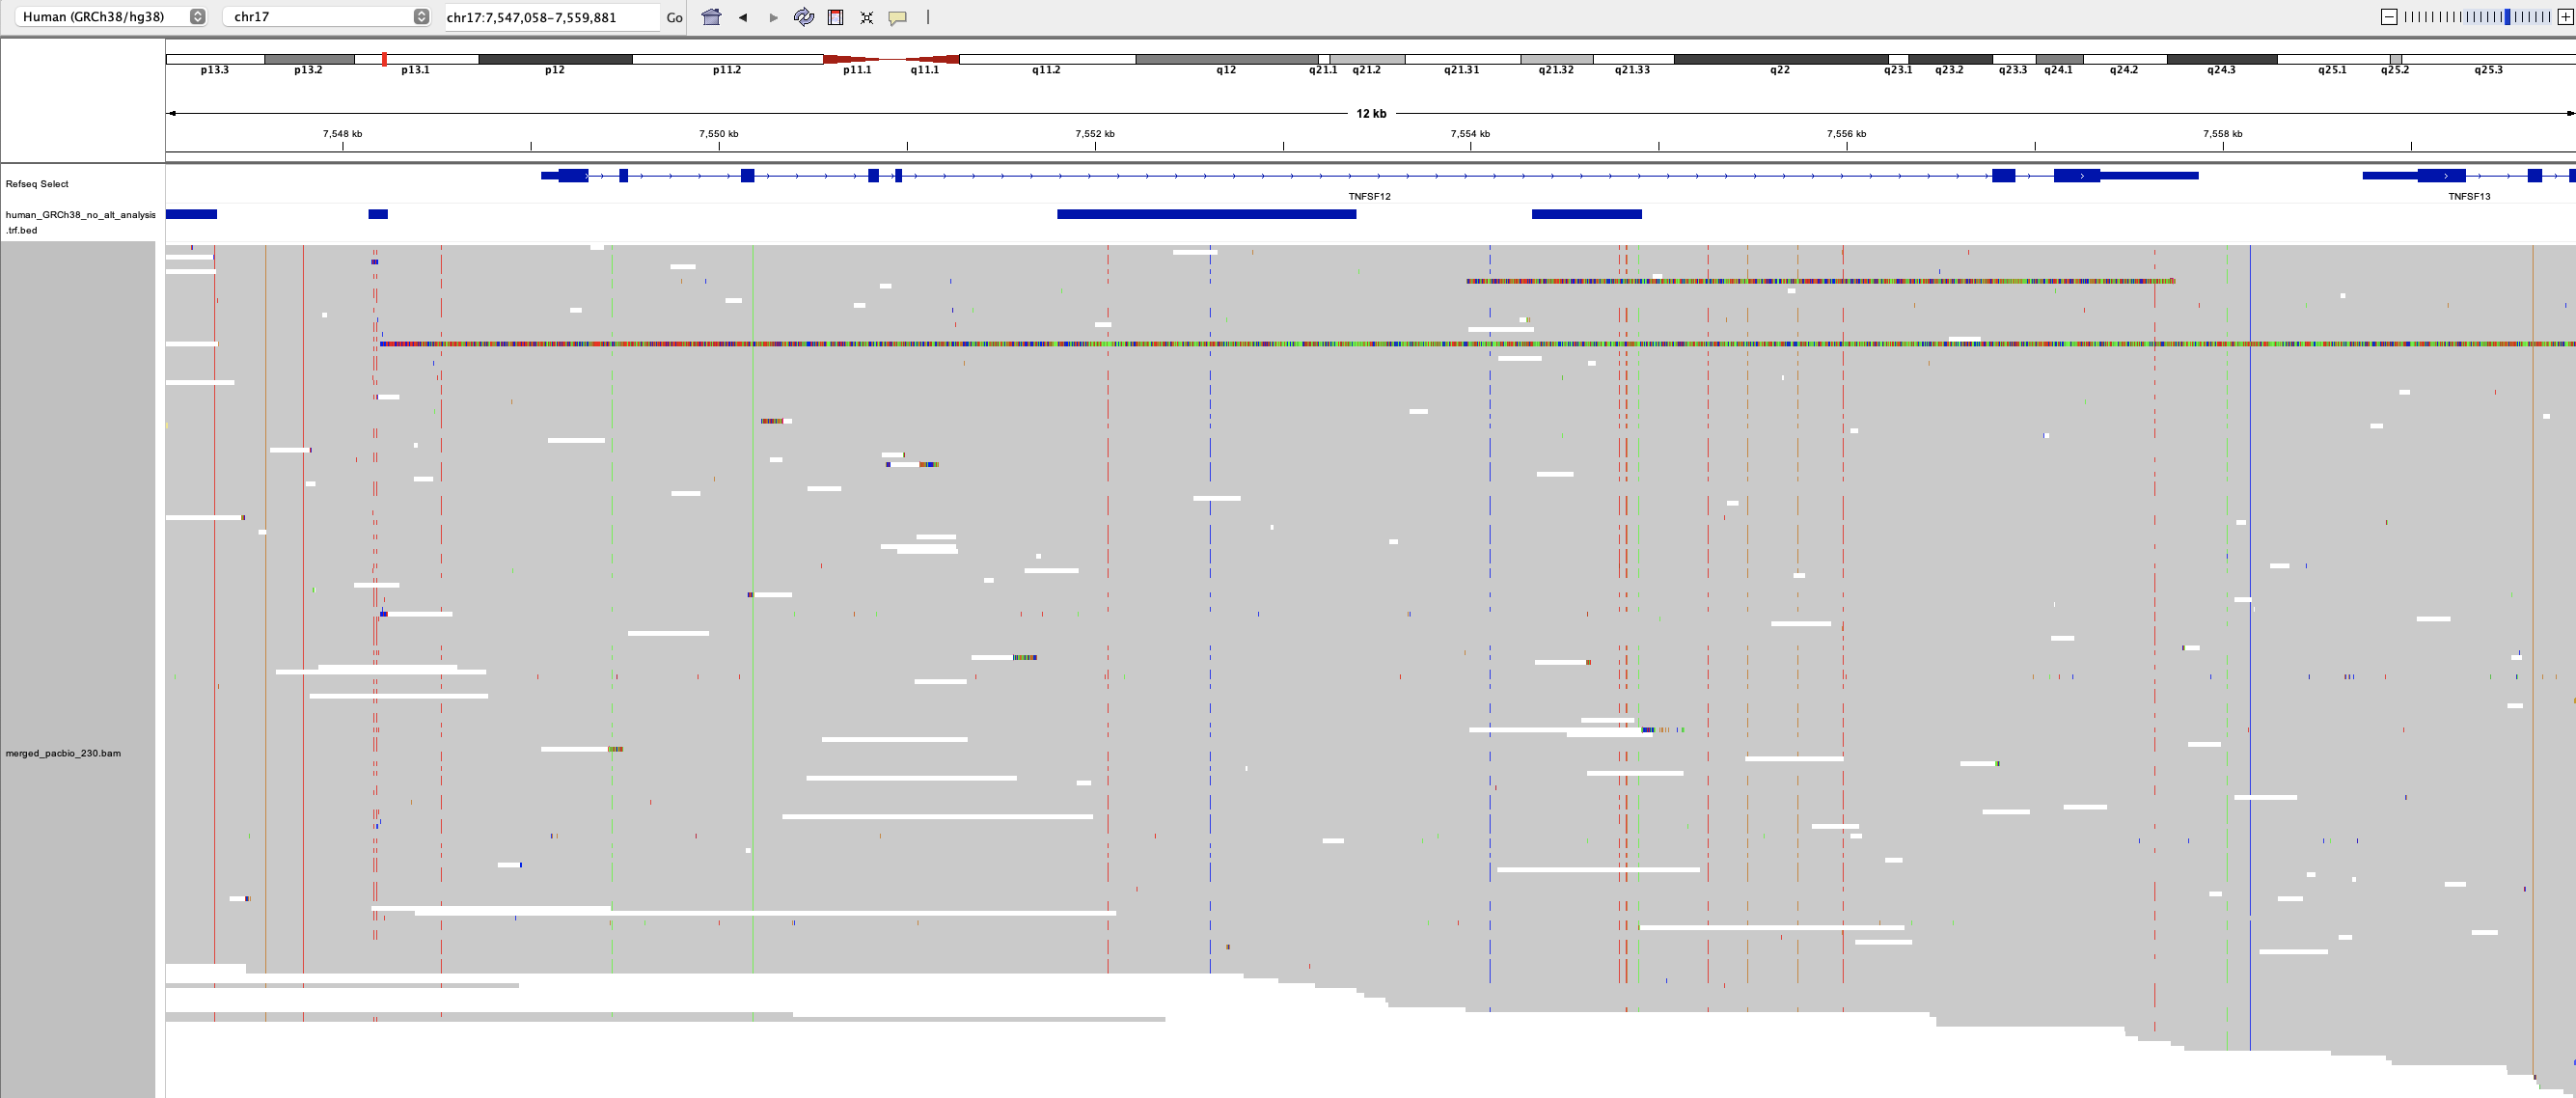 Human (GRCh38/hg38) chr17 chr17:7,547,058-7,559,881 Go
p13.3 p13.2 p13.1 p12 p11.2 p11.1 q11.1 q11.2 q12 q21.1 q21.2 q21.31 q21.32 q21.33 q22 q23.1 q23.2 q23.3 q24.1 q24.2 q24.3 q25.1 q25.2 q25.3
12 kb
7,548 kb 7,550 kb 7,552 kb 7,554 kb 7,556 kb 7,558 kb
Refseq Select
TNFSF12 TNFSF13
human_GRCh38_no_alt_analysis
.trf.bed
merged_pacbio_230.bam